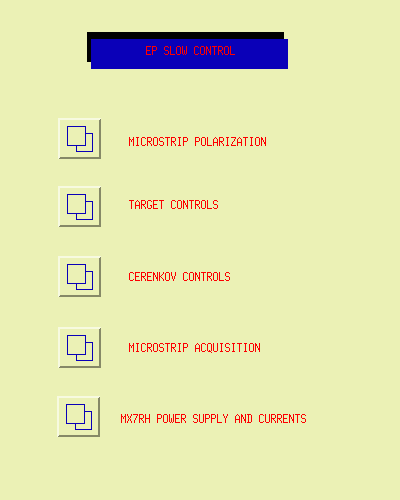 EP SLOW CONTROL
MICROSTRIP POLARIZATION
TARGET CONTROLS
CERENKOV CONTROLS
MICROSTRIP ACQUISITION
MX7RH POWER SUPPLY AND CURRENTS